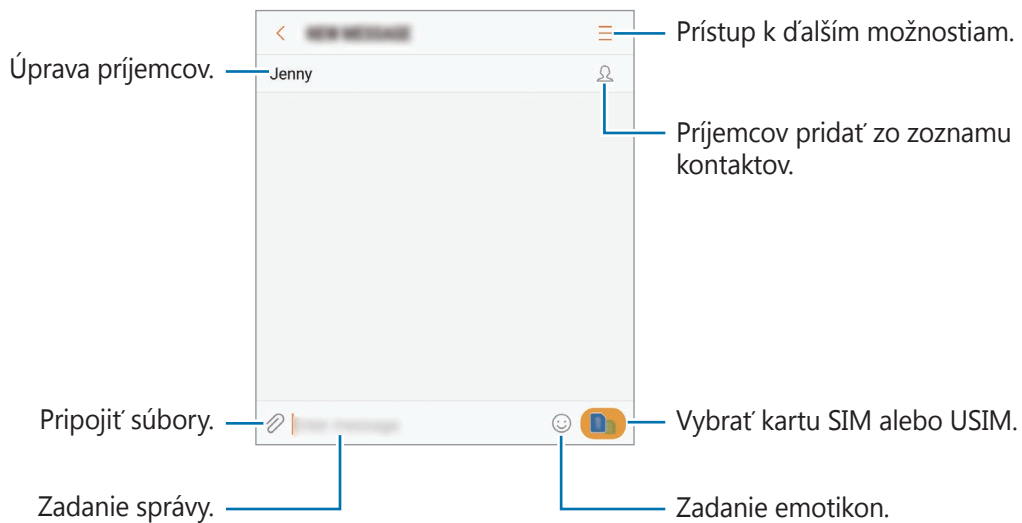 Prístup k ďalším možnostiam.
Úprava príjemcov.
Jenny
Príjemcov pridať zo zoznamu
kontaktov.
Pripojiť súbory.
Vybrať kartu SIM alebo USIM.
Zadanie správy.
Zadanie emotikon.